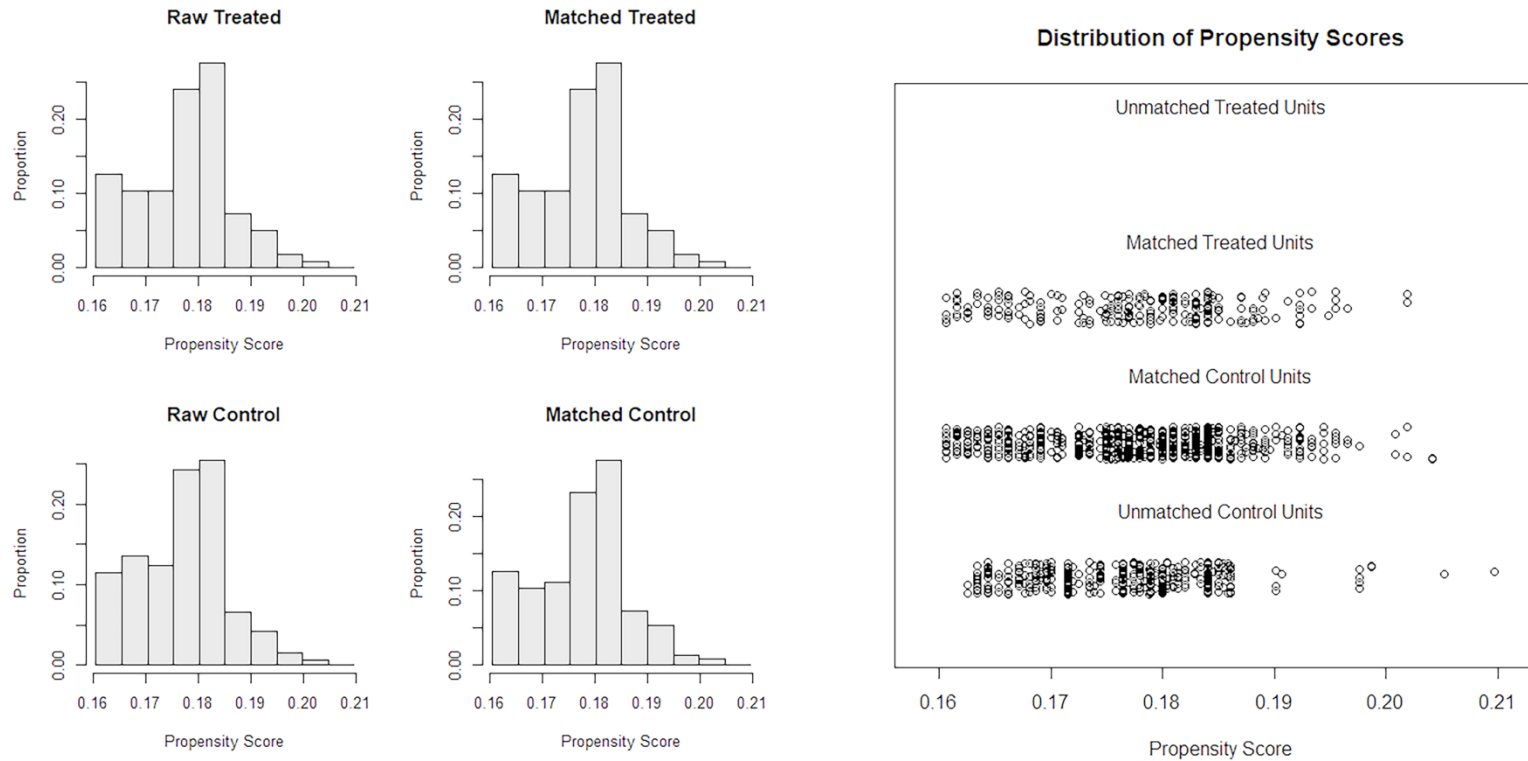 Raw Treated
Proportion
0.00 0.10 0.20
0.16 0.17 0.18 0.19 0.20 0.21
Propensity Score
Matched Treated
Proportion
0.00 0.10 0.20
0.16 0.17 0.18 0.19 0.20 0.21
Propensity Score
Raw Control
Proportion
0.00 0.10 0.20
0.16 0.17 0.18 0.19 0.20 0.21
Propensity Score
Matched Control
Proportion
0.00 0.10 0.20
0.16 0.17 0.18 0.19 0.20 0.21
Propensity Score
Distribution of Propensity Scores
Unmatched Treated Units
Matched Treated Units
Matched Control Units
Unmatched Control Units
0.16 0.17 0.18 0.19 0.20 0.21
Propensity Score